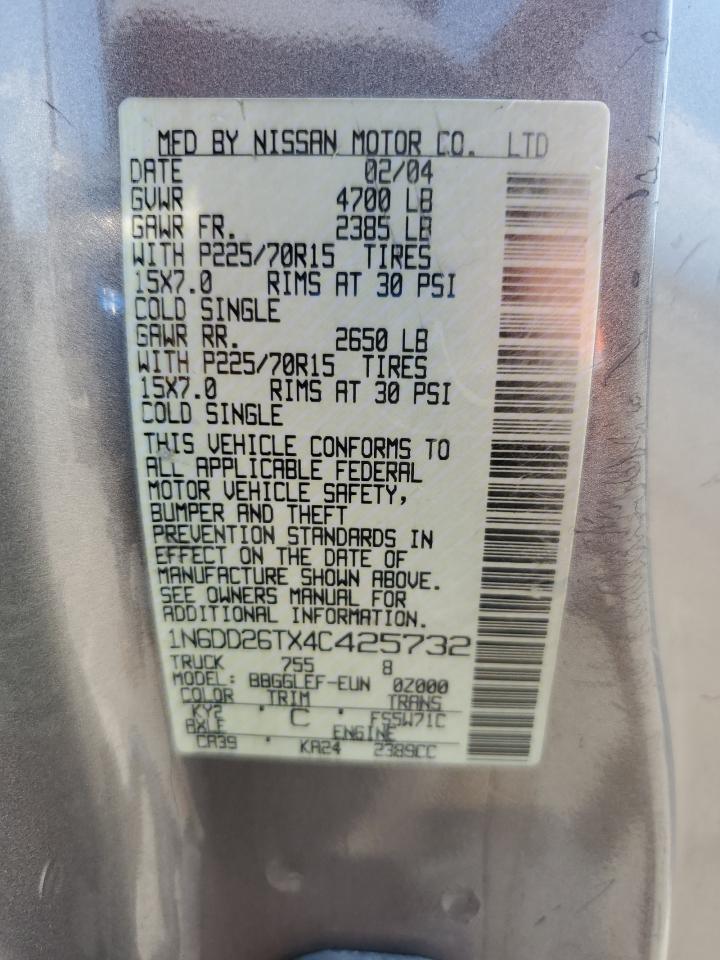 MFD BY NISSAN MOTOR CO. LTD
DATE 02/04
GVWR 4700 LB
GAWR FR. 2385 LB
WITH P225/70R15 TIRES
15X7.0 RIMS AT 30 PSI
COLD SINGLE
GAWR RR. 2650 LB
WITH P225/70R15 TIRES
15X7.0 RIMS AT 30 PSI
COLD SINGLE
THIS VEHICLE CONFORMS TO
ALL APPLICABLE FEDERAL
MOTOR VEHICLE SAFETY,
BUMPER AND THEFT
PREVENTION STANDARDS IN
EFFECT ON THE DATE OF
MANUFACTURE SHOWN ABOVE.
SEE OWNERS MANUAL FOR
ADDITIONAL INFORMATION.
1N6DD26TX4C425732
TRUCK 755 8
MODEL: BBGGLEF-EUN 0Z000
COLOR TRIM TRANS
KY2 C FS5W71C
AXLE ENGINE
CA39 KA24 2389CC